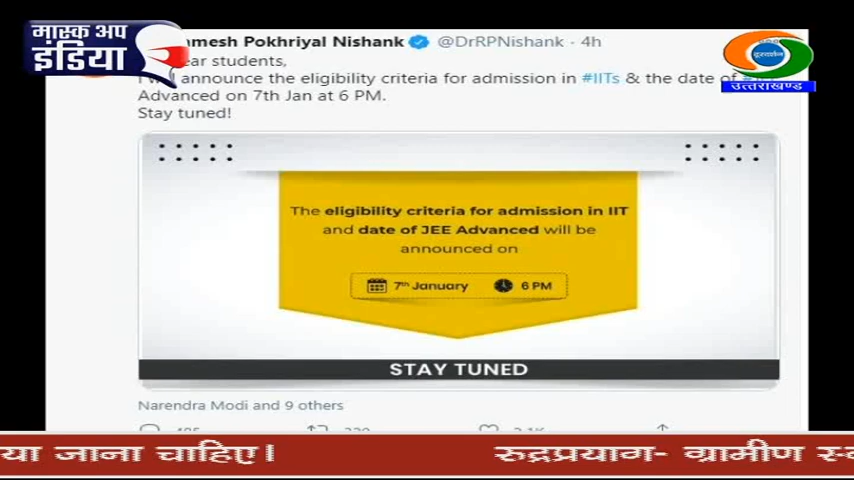 मास्क अप
इंडिया
mesh Pokhriyal Nishank @DrRPNishank · 4h
ear students,
announce the eligibility criteria for admission in #IITs & the date of
Advanced on 7th Jan at 6 PM.
Stay tuned!
दूरदर्शन
उत्तराखण्ड
The eligibility criteria for admission in IIT
and date of JEE Advanced will be
announced on
7th January 6 PM
STAY TUNED
Narendra Modi and 9 others
या जाना चाहिए। रुद्रप्रयाग- ग्रामीण